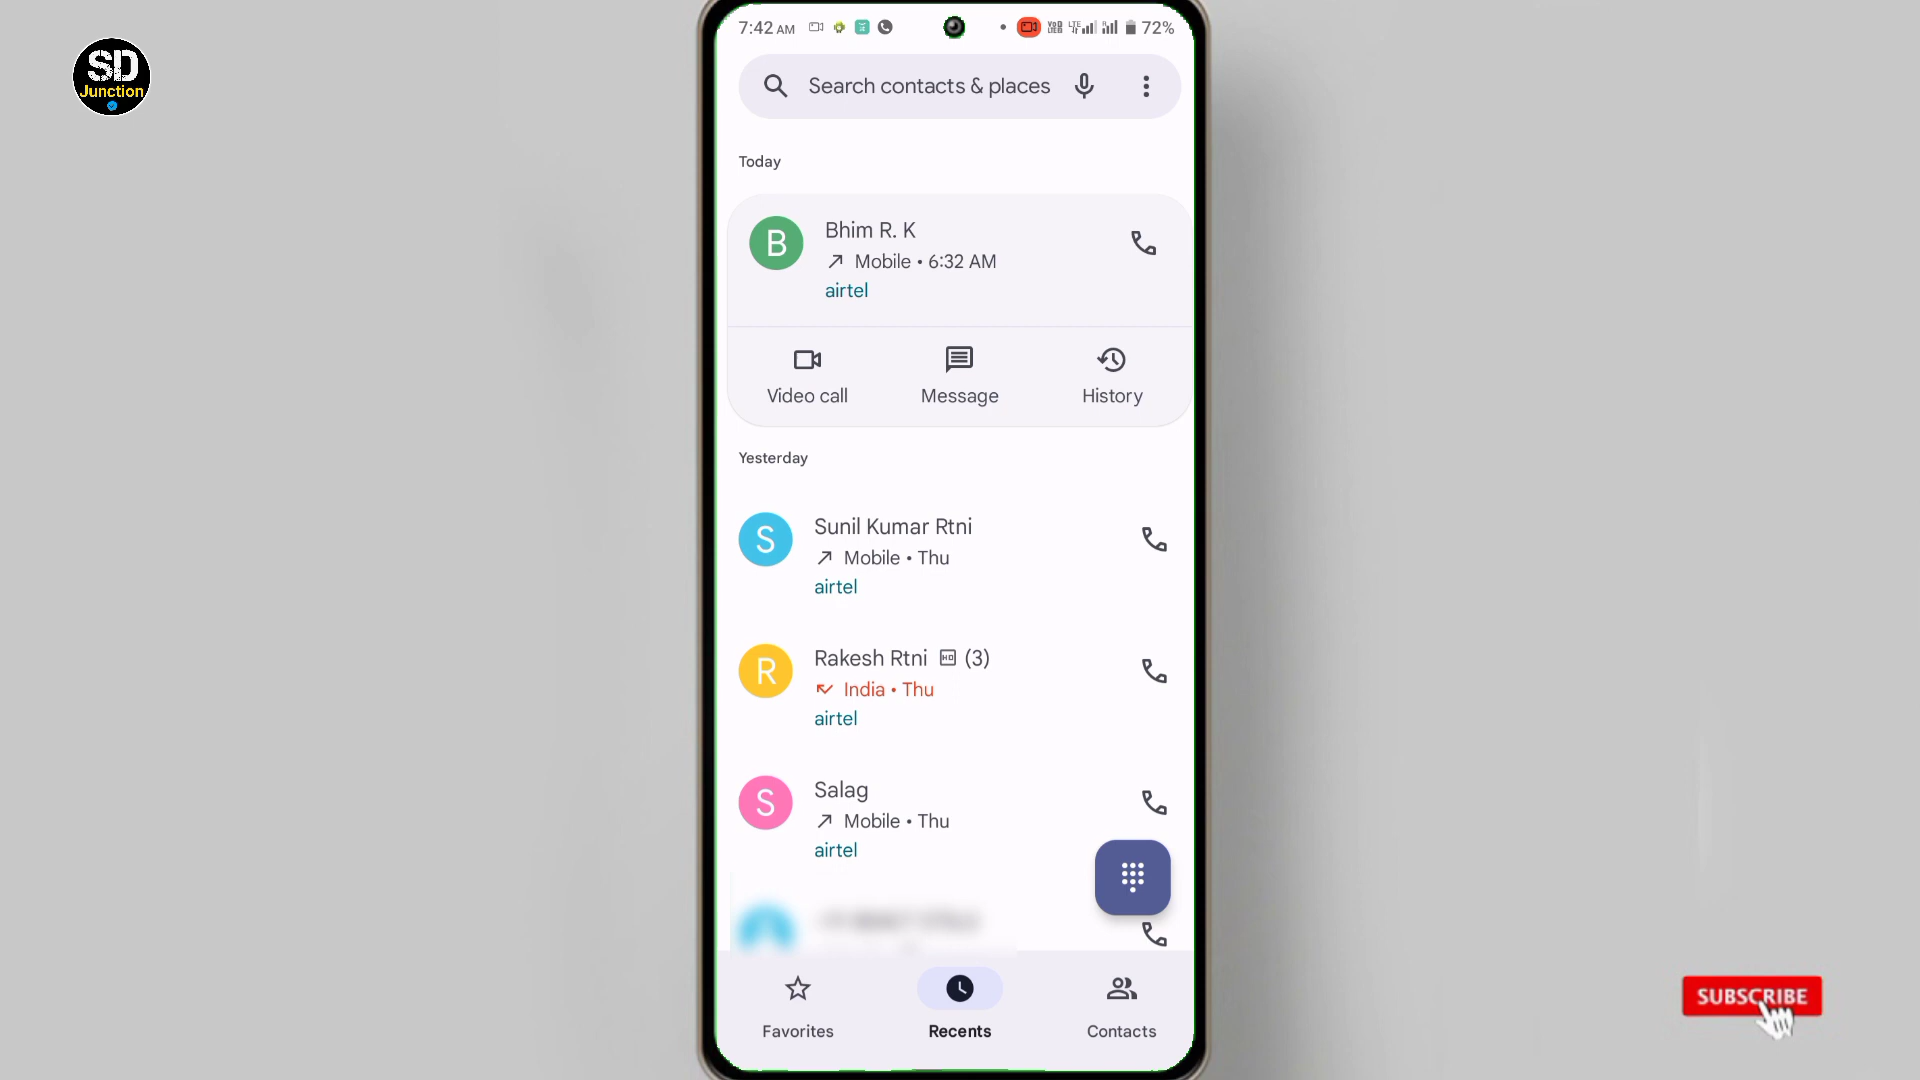 SD
Junction
7:42 AM
72%
Search contacts & places
Today
B
Bhim R. K
Mobile • 6:32 AM
airtel
Video call
Message
History
Yesterday
S
Sunil Kumar Rtni
Mobile • Thu
airtel
R
Rakesh Rtni HD (3)
India • Thu
airtel
S
Salag
Mobile • Thu
airtel
Favorites
Recents
Contacts
SUBSCRIBE